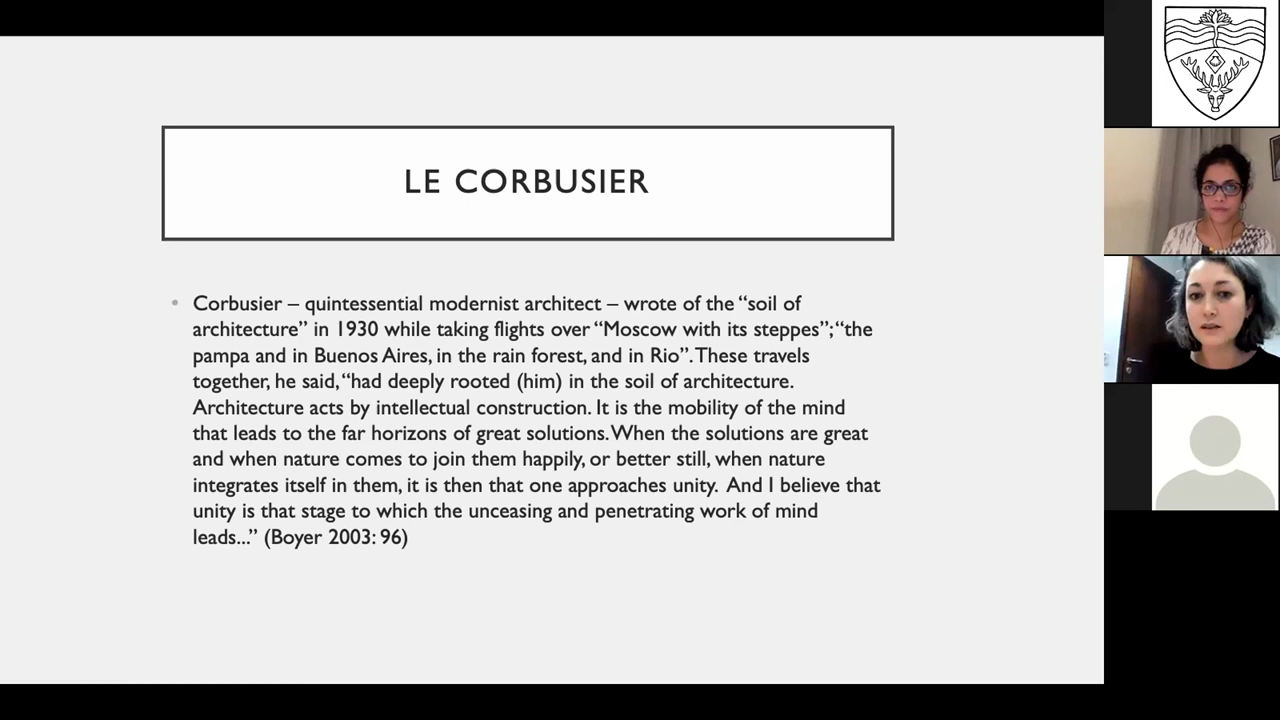 LE CORBUSIER
• Corbusier – quintessential modernist architect – wrote of the “soil of
architecture” in 1930 while taking flights over “Moscow with its steppes”; “the
pampa and in Buenos Aires, in the rain forest, and in Rio”. These travels
together, he said, “had deeply rooted (him) in the soil of architecture.
Architecture acts by intellectual construction. It is the mobility of the mind
that leads to the far horizons of great solutions. When the solutions are great
and when nature comes to join them happily, or better still, when nature
integrates itself in them, it is then that one approaches unity.  And I believe that
unity is that stage to which the unceasing and penetrating work of mind
leads...” (Boyer 2003: 96)